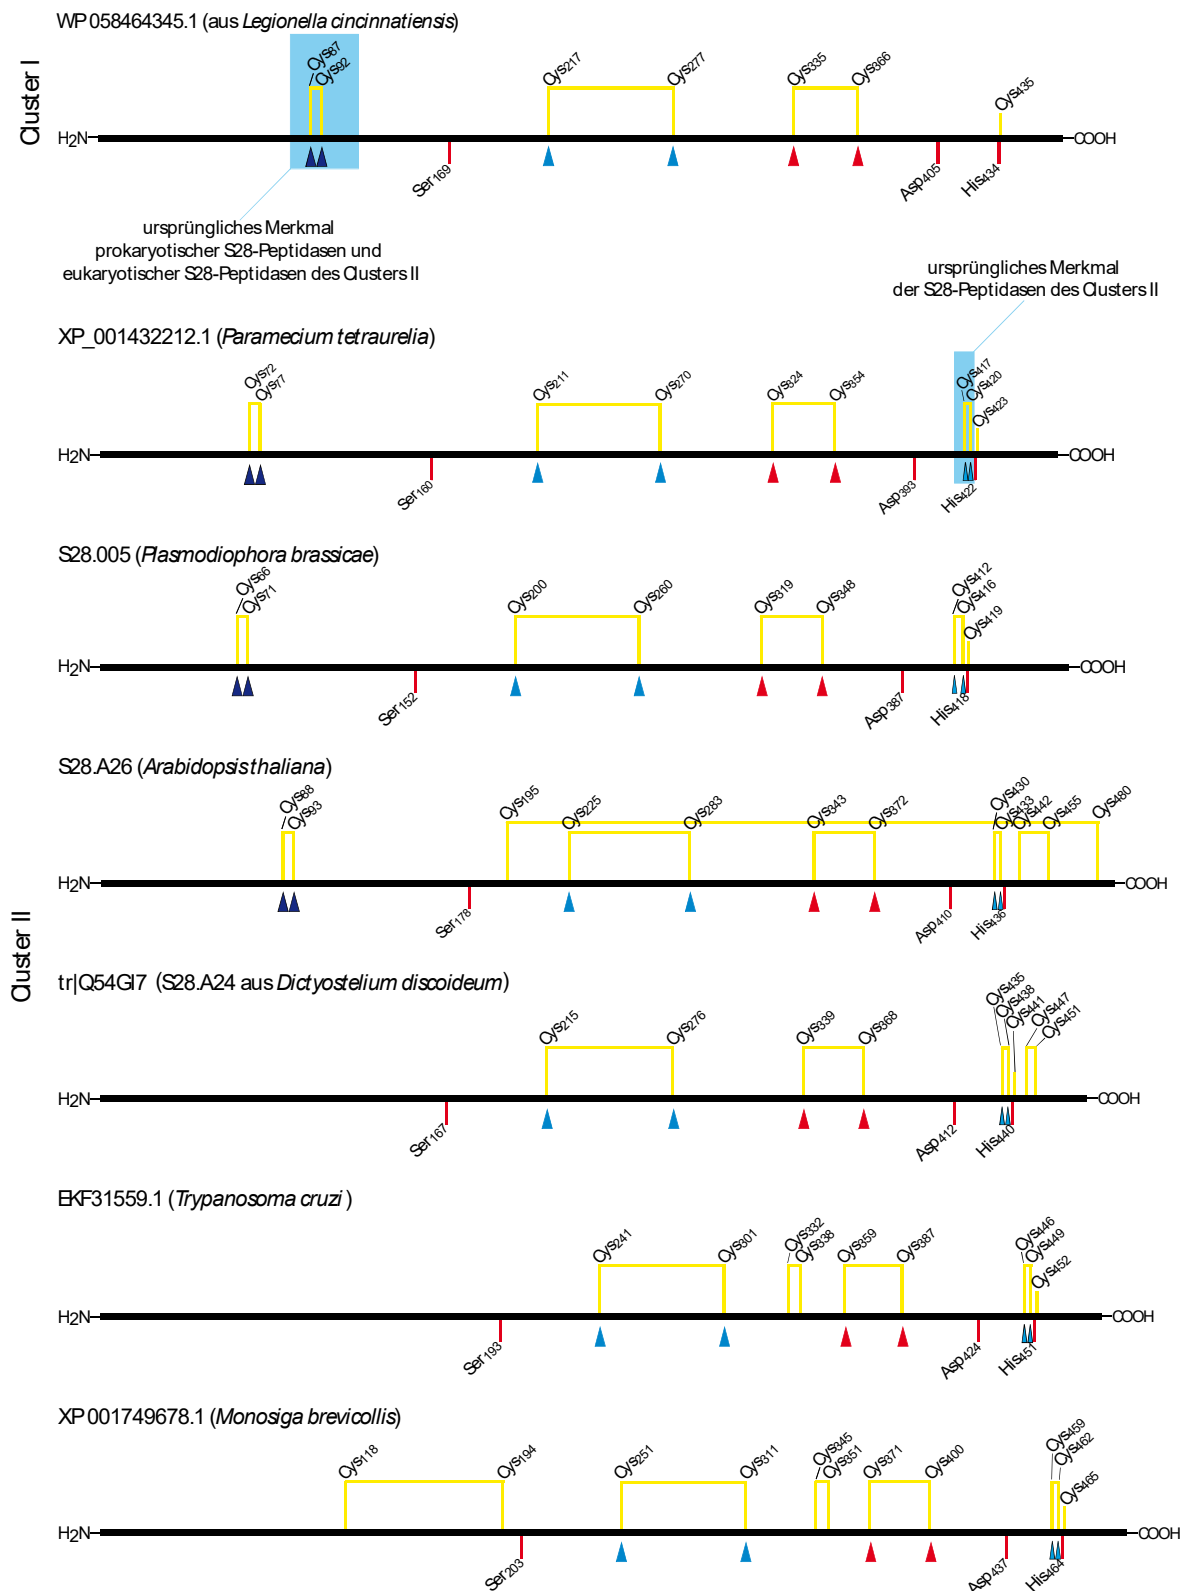 WP 058464345.1 (aus Legionella cincinnatiensis)
Cluster I
Cys87
Cys92
Cys217
Cys277
Cys335
Cys366
Cys435
H2N
COOH
Ser169
Asp405
His434
ursprüngliches Merkmal
prokaryotischer S28-Peptidasen und
eukaryotischer S28-Peptidasen des Clusters II
ursprüngliches Merkmal
der S28-Peptidasen des Clusters II
XP_001432212.1 (Paramecium tetraurelia)
Cys72
Cys77
Cys211
Cys270
Cys324
Cys354
Cys417
Cys420
Cys423
H2N
COOH
Ser160
Asp393
His422
S28.005 (Plasmodiophora brassicae)
Cys66
Cys71
Cys200
Cys260
Cys319
Cys348
Cys412
Cys416
Cys419
H2N
COOH
Ser152
Asp387
His418
S28.A26 (Arabidopsis thaliana)
Cys88
Cys93
Cys195
Cys225
Cys283
Cys343
Cys372
Cys430
Cys433
Cys442
Cys455
Cys480
H2N
COOH
Ser178
Asp410
His436
Cluster II
tr|Q54GI7 (S28.A24 aus Dictyostelium discoideum)
Cys215
Cys276
Cys339
Cys368
Cys435
Cys438
Cys441
Cys447
Cys451
H2N
COOH
Ser167
Asp412
His440
EKF31559.1 (Trypanosoma cruzi )
Cys241
Cys301
Cys332
Cys338
Cys359
Cys387
Cys446
Cys449
Cys452
H2N
COOH
Ser193
Asp424
His451
XP 001749678.1 (Monosiga brevicollis)
Cys118
Cys194
Cys251
Cys311
Cys345
Cys351
Cys371
Cys400
Cys459
Cys462
Cys465
H2N
COOH
Ser203
Asp437
His464